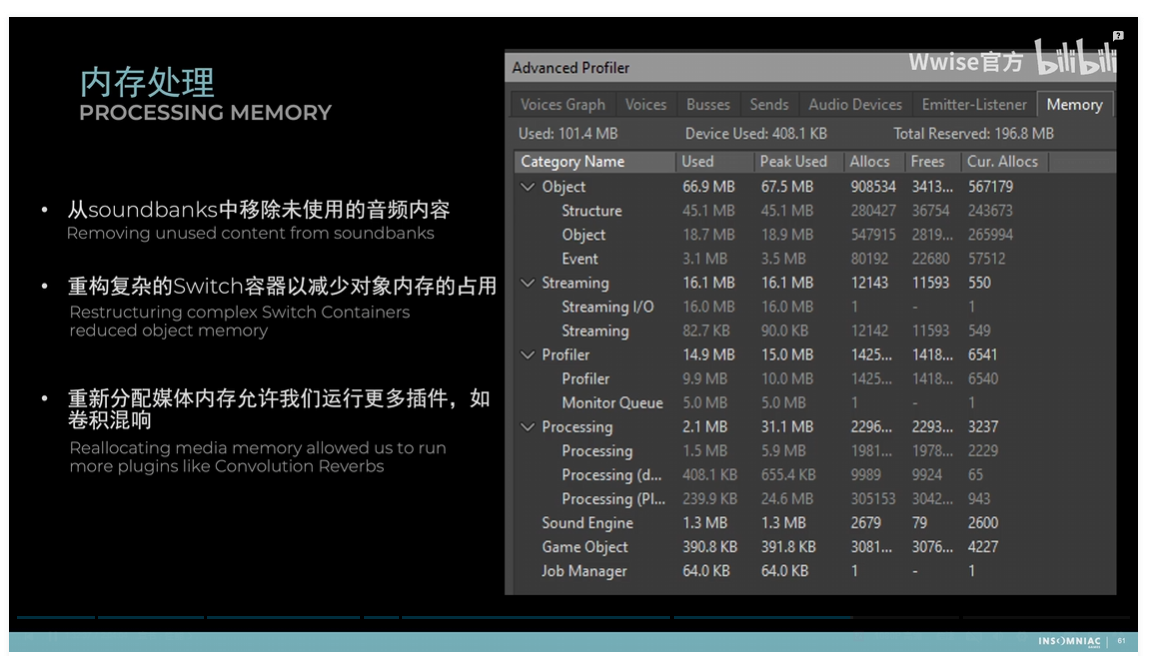 内存处理
PROCESSING MEMORY
• 从soundbanks中移除未使用的音频内容
Removing unused content from soundbanks
• 重构复杂的Switch容器以减少对象内存的占用
Restructuring complex Switch Containers
reduced object memory
• 重新分配媒体内存允许我们运行更多插件，如
卷积混响
Reallocating media memory allowed us to run
more plugins like Convolution Reverbs
Wwise官方 bilibili
Advanced Profiler
Voices Graph Voices Busses Sends Audio Devices Emitter-Listener Memory
Used: 101.4 MB Device Used: 408.1 KB Total Reserved: 196.8 MB
Category Name Used Peak Used Allocs Frees Cur. Allocs
Object 66.9 MB 67.5 MB 908534 3413... 567179
Structure 45.1 MB 45.1 MB 280427 36754 243673
Object 18.7 MB 18.9 MB 547915 2819... 265994
Event 3.1 MB 3.5 MB 80192 22680 57512
Streaming 16.1 MB 16.1 MB 12143 11593 550
Streaming I/O 16.0 MB 16.0 MB 1 - 1
Streaming 82.7 KB 90.0 KB 12142 11593 549
Profiler 14.9 MB 15.0 MB 1425... 1418... 6541
Profiler 9.9 MB 10.0 MB 1425... 1418... 6540
Monitor Queue 5.0 MB 5.0 MB 1 - 1
Processing 2.1 MB 31.1 MB 2296... 2293... 3237
Processing 1.5 MB 5.9 MB 1981... 1978... 2229
Processing (d... 408.1 KB 655.4 KB 9989 9924 65
Processing (Pl... 239.9 KB 24.6 MB 305153 3042... 943
Sound Engine 1.3 MB 1.3 MB 2679 79 2600
Game Object 390.8 KB 391.8 KB 3081... 3076... 4227
Job Manager 64.0 KB 64.0 KB 1 - 1
INSOMNIAC | 61